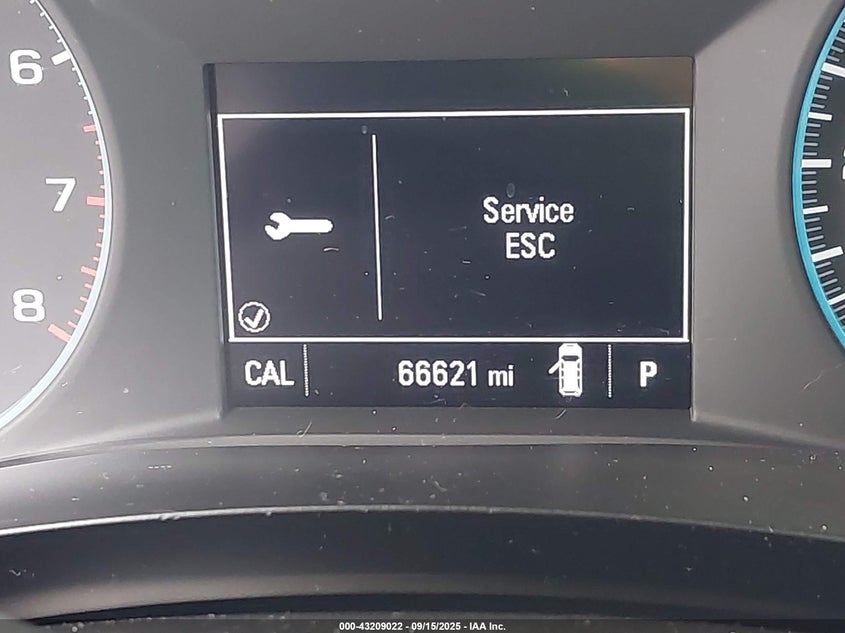 6
7
8
Service
ESC
CAL 66621 mi P
000-43209022 - 09/15/2025 - IAA Inc.